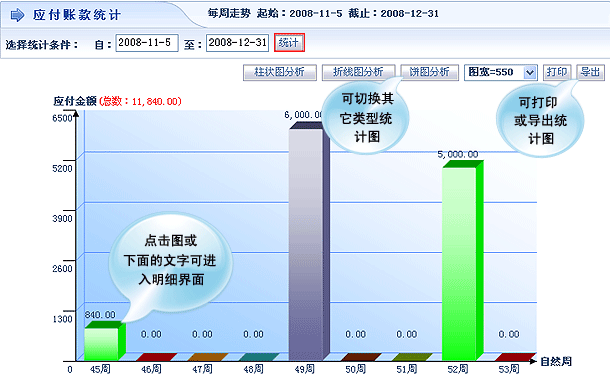 应付账款统计
每周走势 起始：2008-11-5 截止：2008-12-31
选择统计条件： 自：2008-11-5 至：2008-12-31 统计
柱状图分析 折线图分析 饼图分析 图宽=550 打印 导出
应付金额(总数：11,840.00)
可切换其
它类型统
计图
可打印
或导出统
计图
6500
5200
3900
2600
1300
0
点击图或
下面的文字可进
入明细界面
840.00
0.00
0.00
0.00
6,000.00
0.00
0.00
5,000.00
0.00
45周 46周 47周 48周 49周 50周 51周 52周 53周
自然周